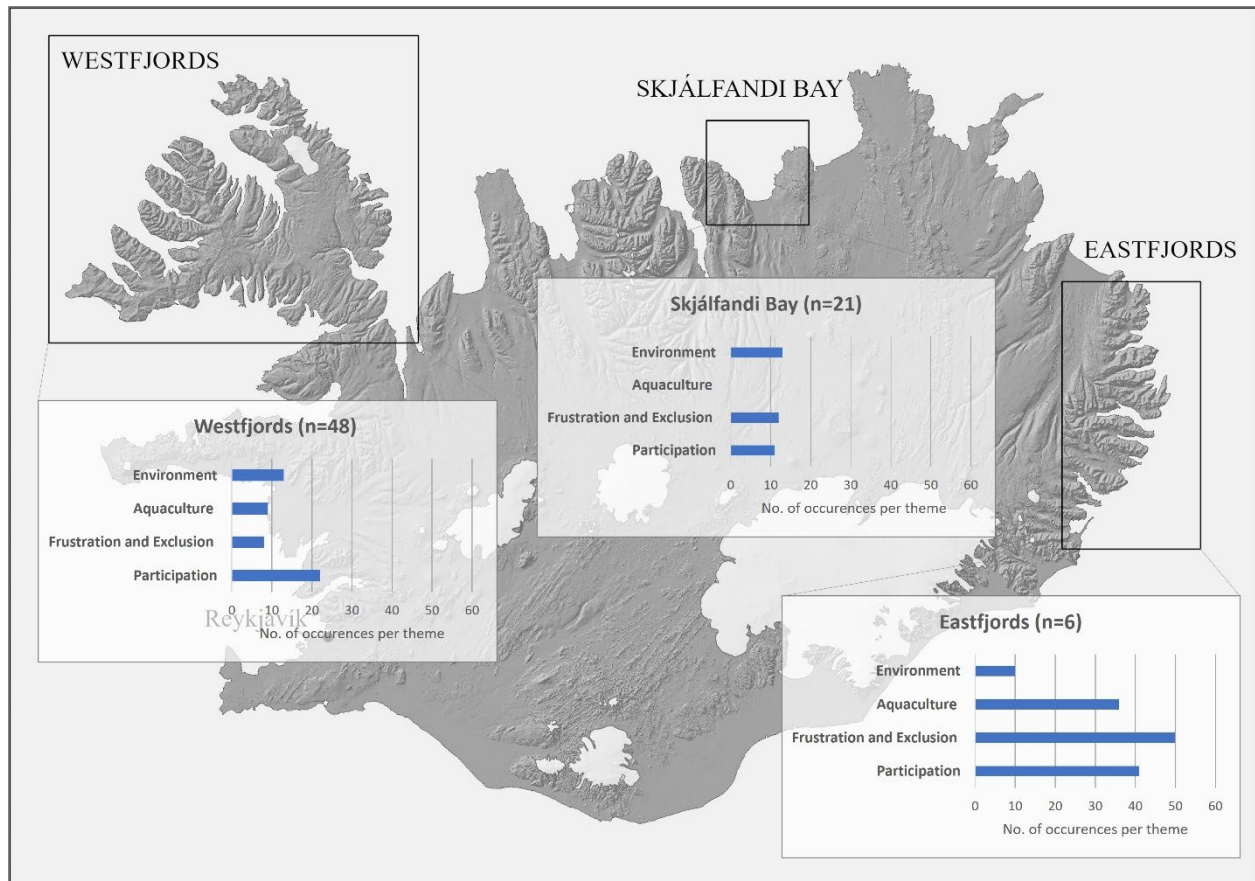 WESTFJORDS
SKJÁLFANDI BAY
EASTFJORDS
Skjálfandi Bay (n=21)
Environment
Aquaculture
Frustration and Exclusion
Participation
0 10 20 30 40 50 60
No. of occurences per theme
Westfjords (n=48)
Environment
Aquaculture
Frustration and Exclusion
Participation
0 10 20 30 40 50 60
Reykjavík
No. of occurences per theme
Eastfjords (n=6)
Environment
Aquaculture
Frustration and Exclusion
Participation
0 10 20 30 40 50 60
No. of occurences per theme